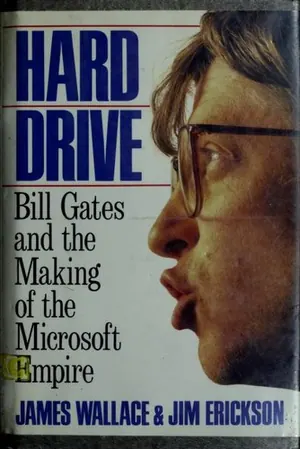 HARD
DRIVE
Bill Gates
and the
Making
of the
Microsoft
Empire
JAMES WALLACE & JIM ERICKSON